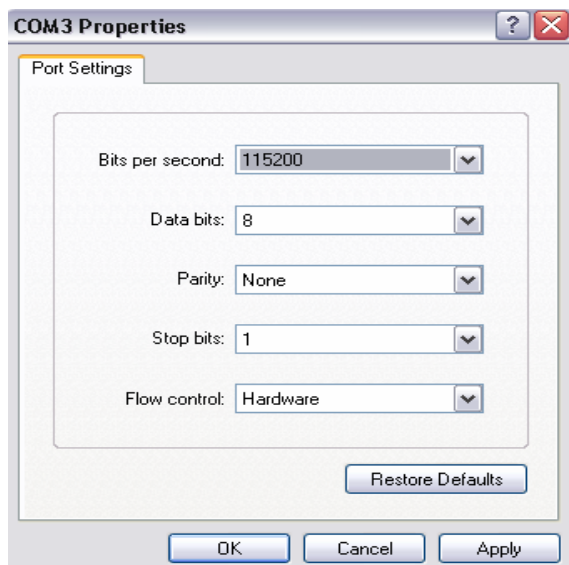 COM3 Properties
Port Settings
Bits per second: 115200
Data bits: 8
Parity: None
Stop bits: 1
Flow control: Hardware
Restore Defaults
OK Cancel Apply